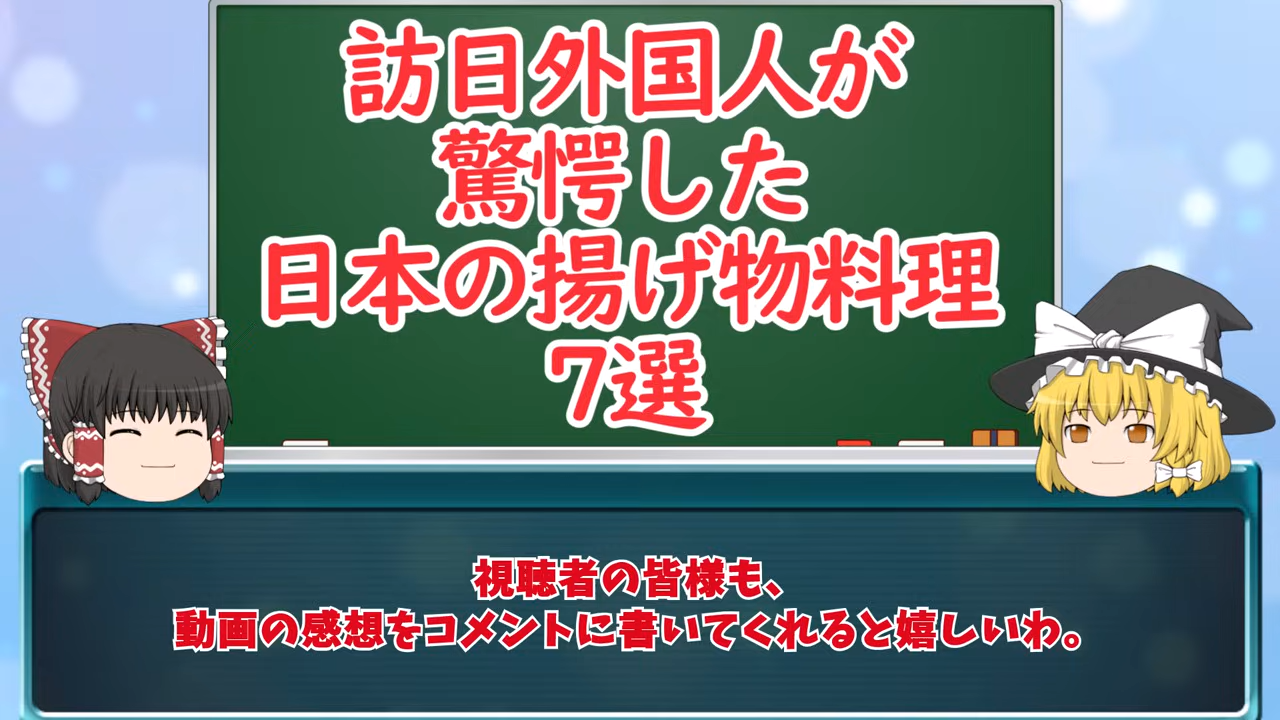 訪日外国人が
驚愕した
日本の揚げ物料理
7選
視聴者の皆様も、
動画の感想をコメントに書いてくれると嬉しいわ。